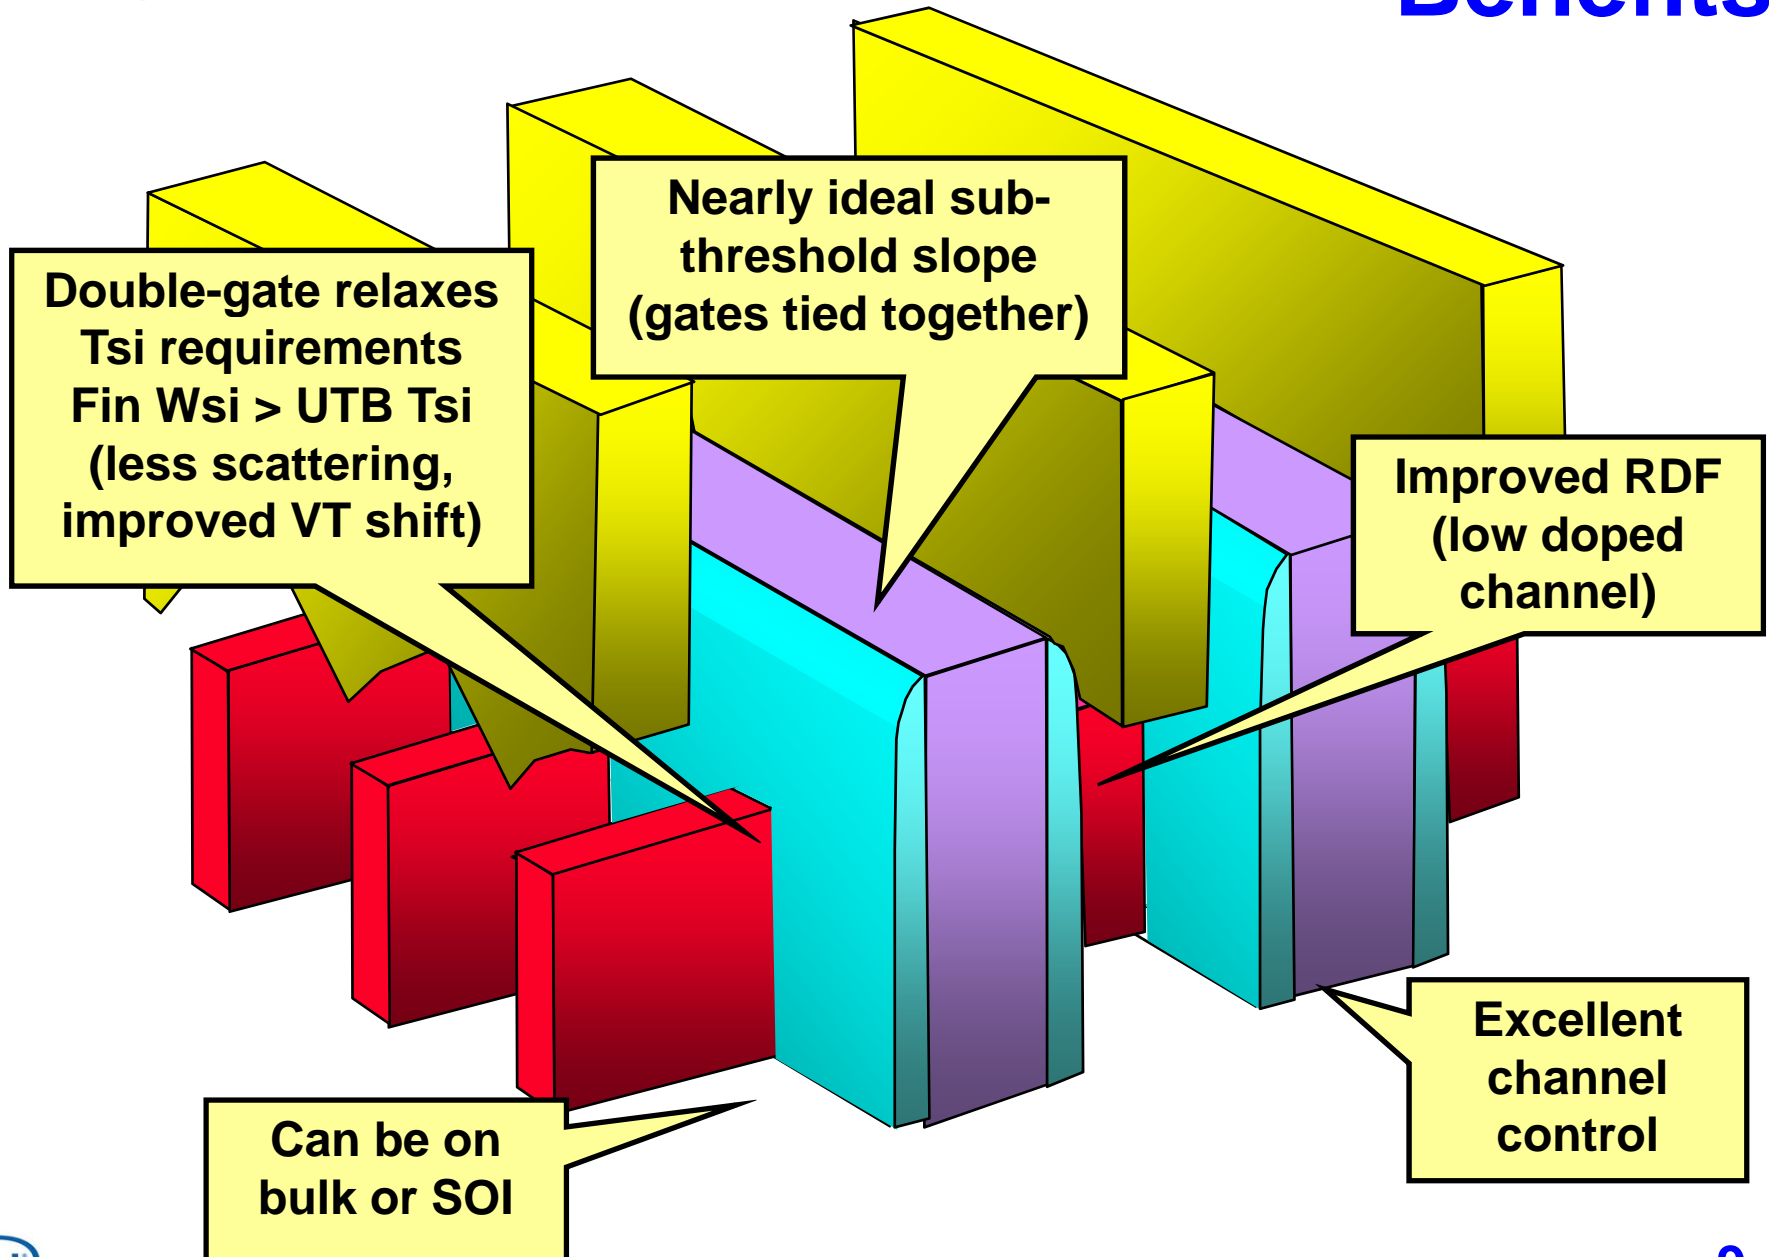 Benefits
Nearly ideal sub-
threshold slope
(gates tied together)
Double-gate relaxes
Tsi requirements
Fin Wsi > UTB Tsi
(less scattering,
improved VT shift)
Improved RDF
(low doped
channel)
Excellent
channel
control
Can be on
bulk or SOI